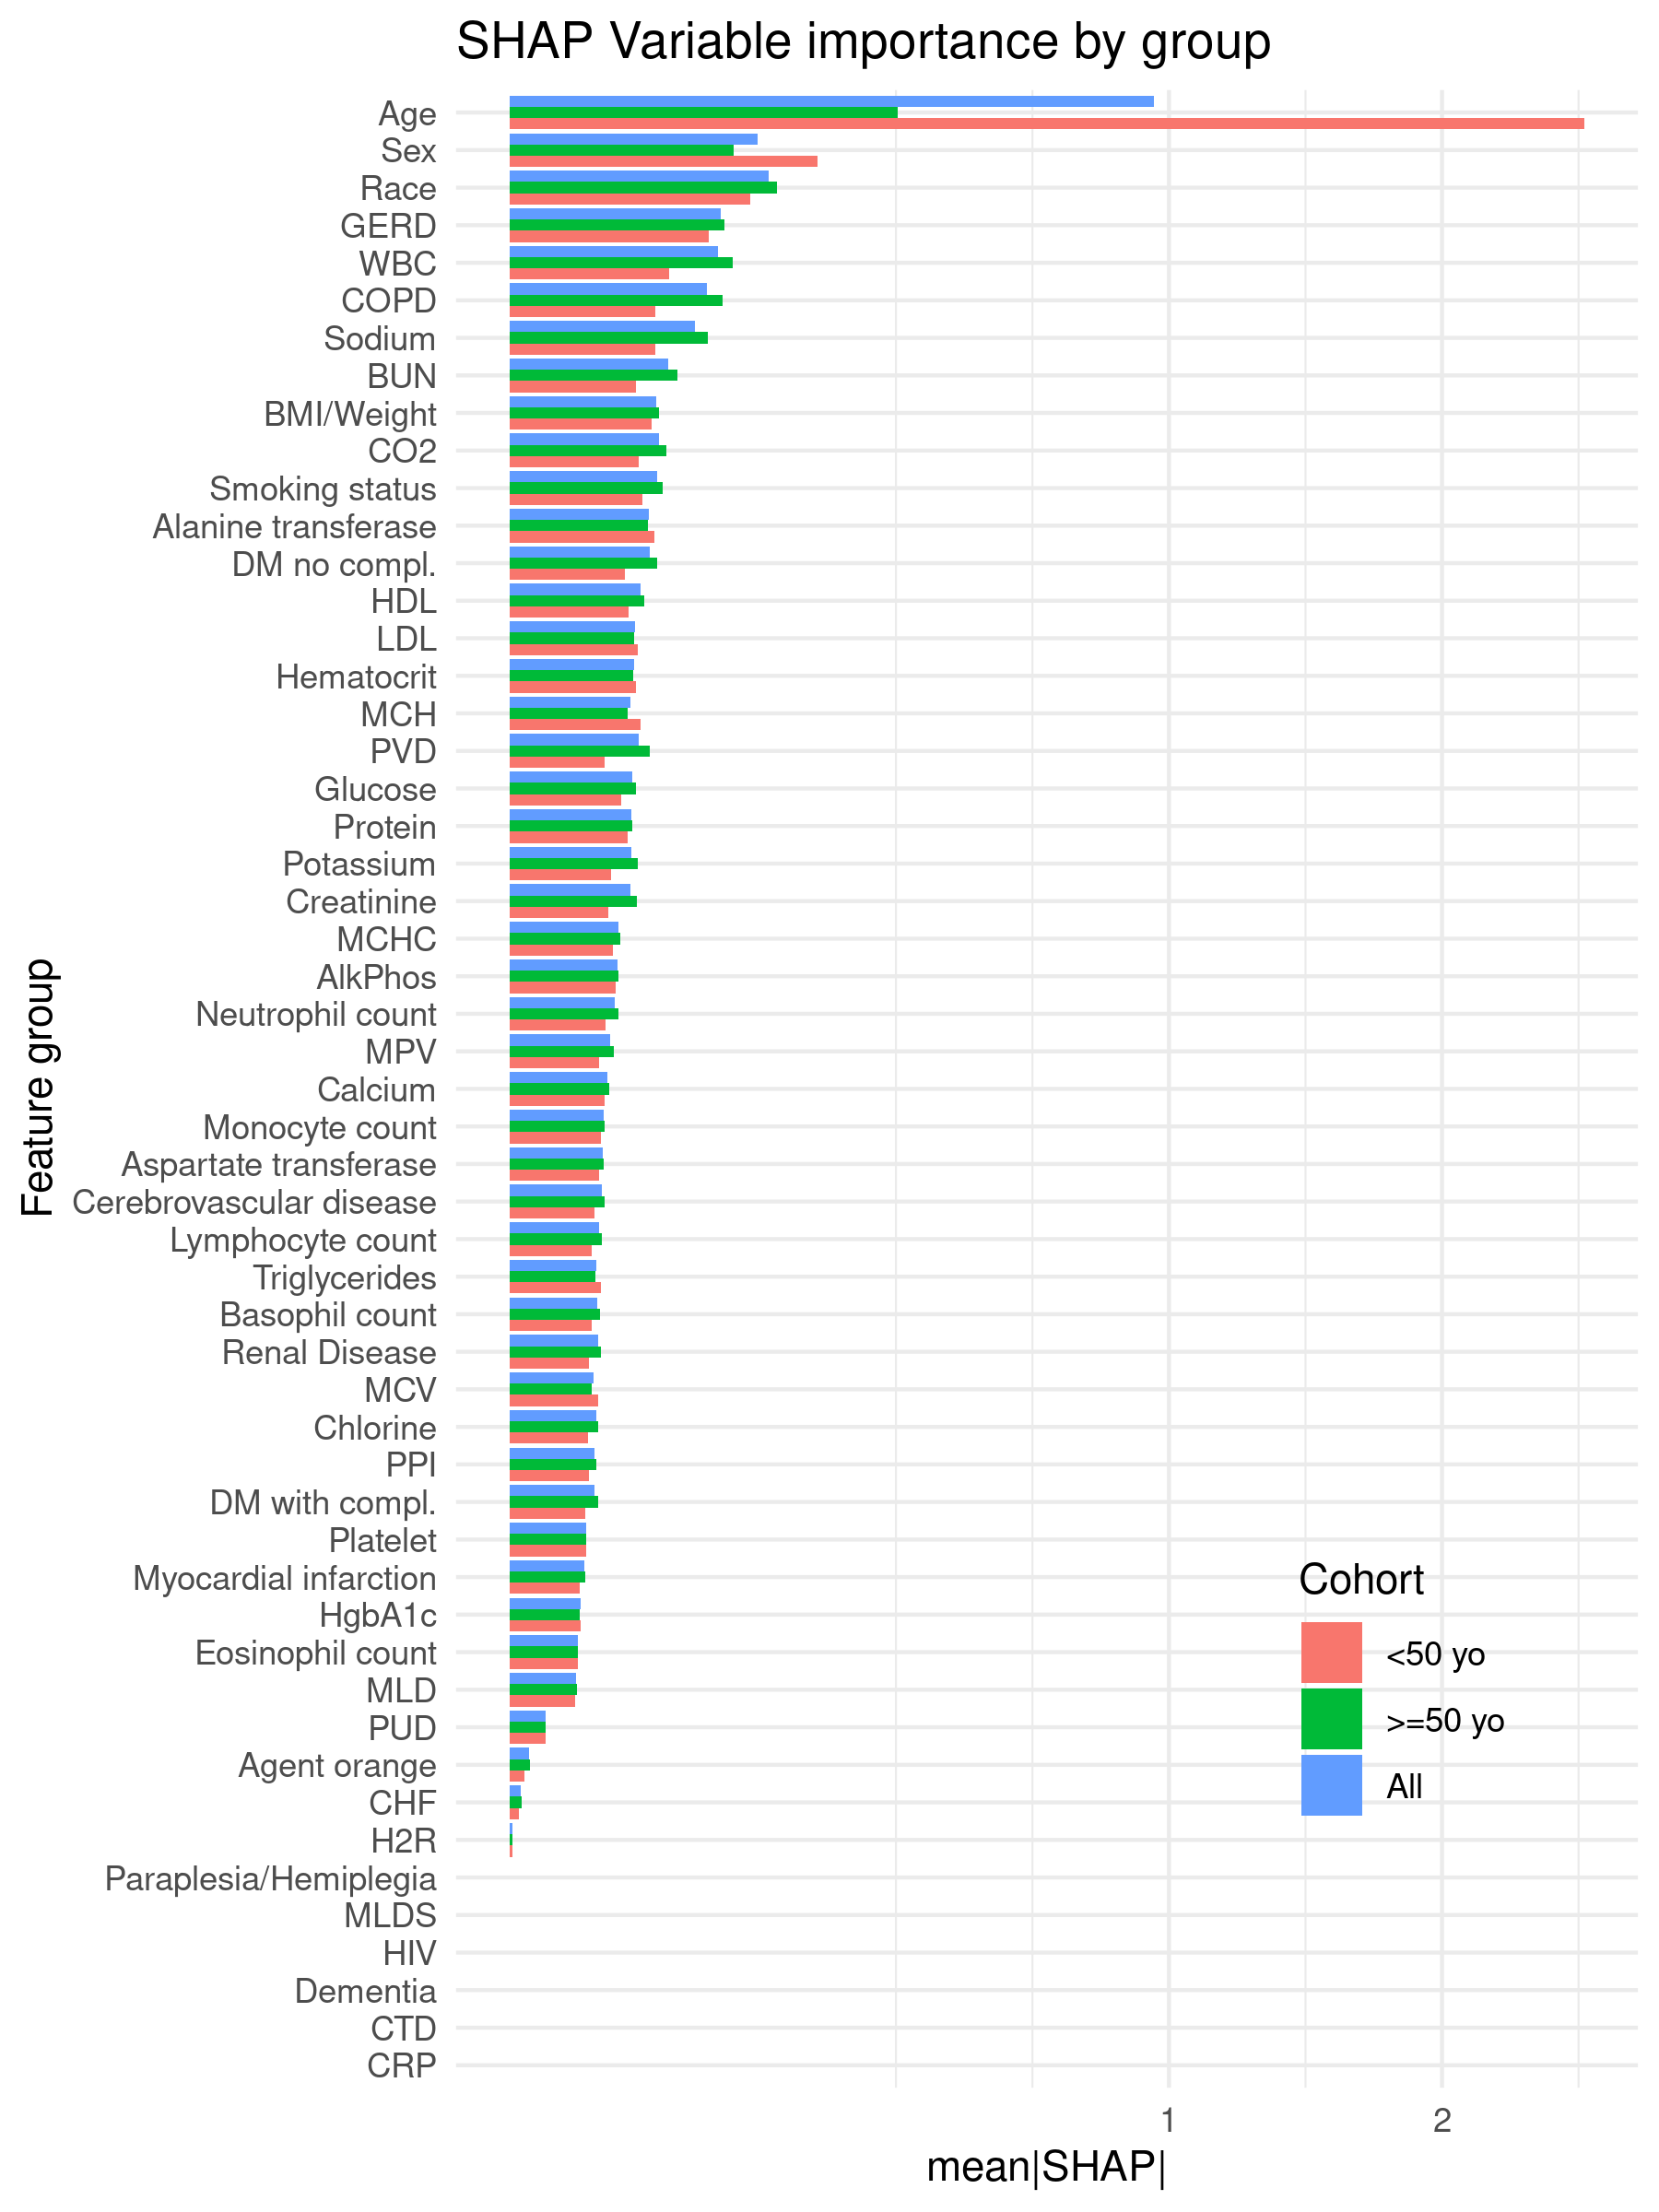 SHAP Variable importance by group
Age
Sex
Race
GERD
WBC
COPD
Sodium
BUN
BMI/Weight
CO2
Smoking status
Alanine transferase
DM no compl.
HDL
LDL
Hematocrit
MCH
PVD
Glucose
Protein
Potassium
Creatinine
MCHC
AlkPhos
Neutrophil count
MPV
Calcium
Monocyte count
Aspartate transferase
Cerebrovascular disease
Lymphocyte count
Triglycerides
Basophil count
Renal Disease
MCV
Chlorine
PPI
DM with compl.
Platelet
Myocardial infarction
HgbA1c
Eosinophil count
MLD
PUD
Agent orange
CHF
H2R
Paraplesia/Hemiplegia
MLDS
HIV
Dementia
CTD
CRP
Feature group
Cohort
<50 yo
>=50 yo
All
1
2
mean|SHAP|